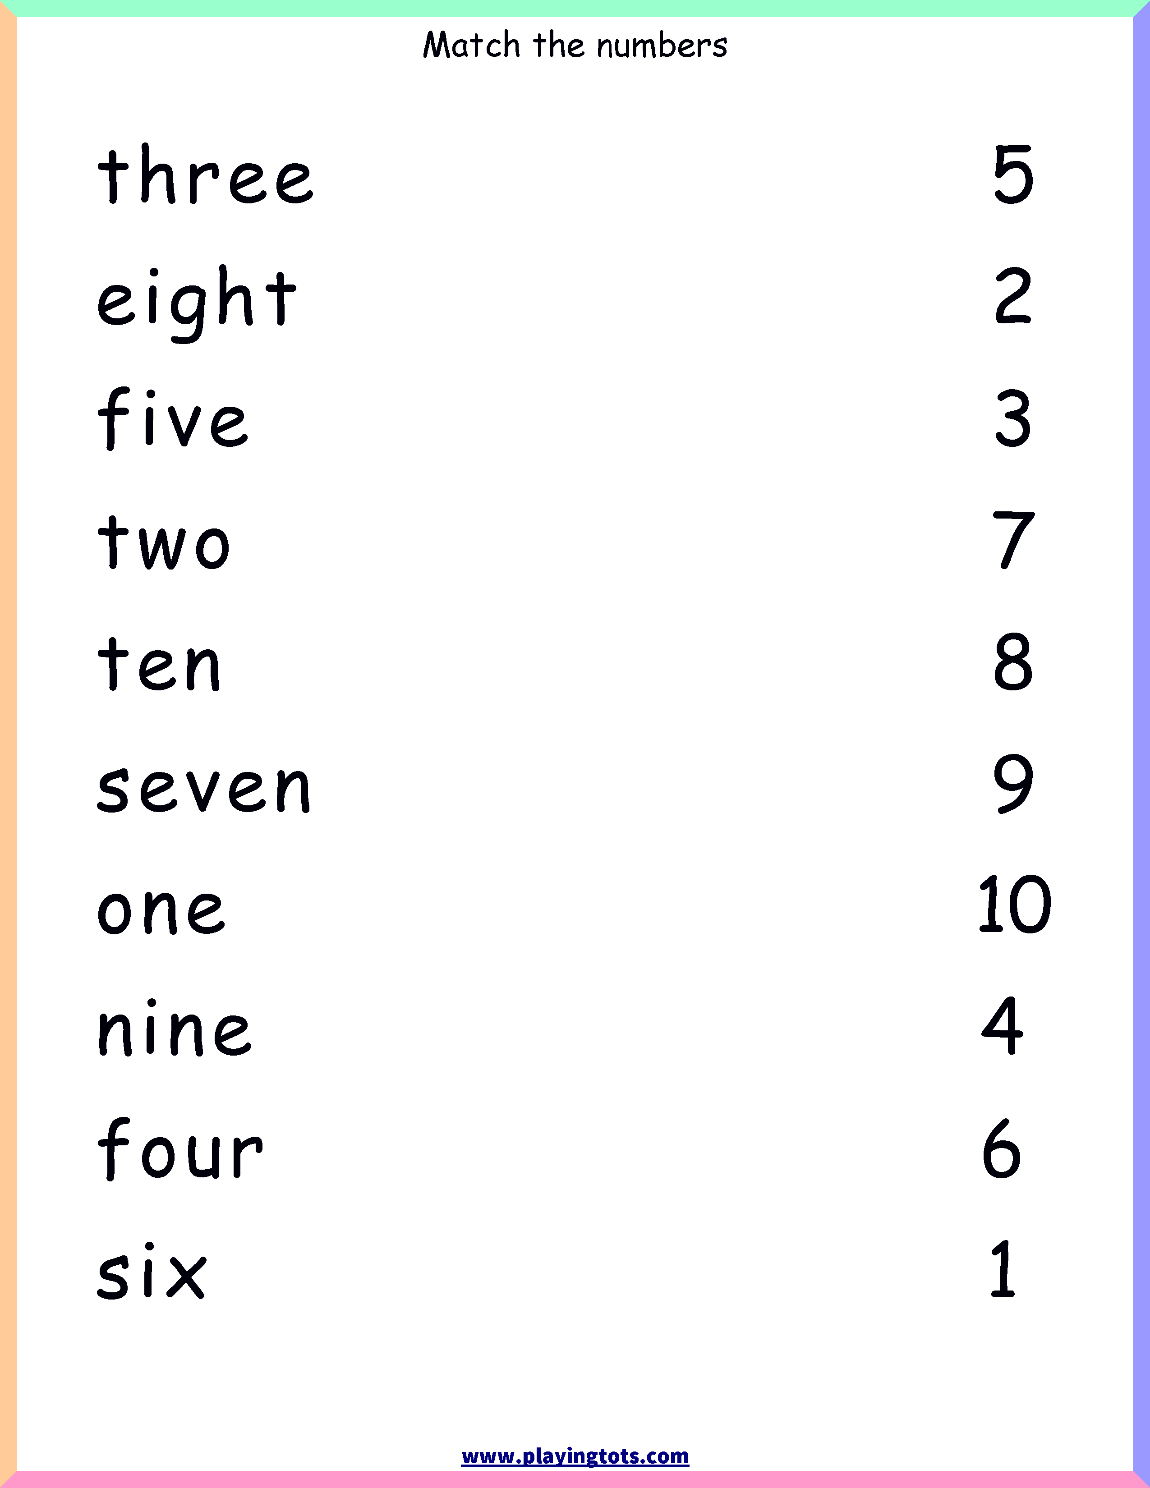 Match the numbers
three 5
eight 2
five 3
two 7
ten 8
seven 9
one 10
nine 4
four 6
six 1
www.playingtots.com